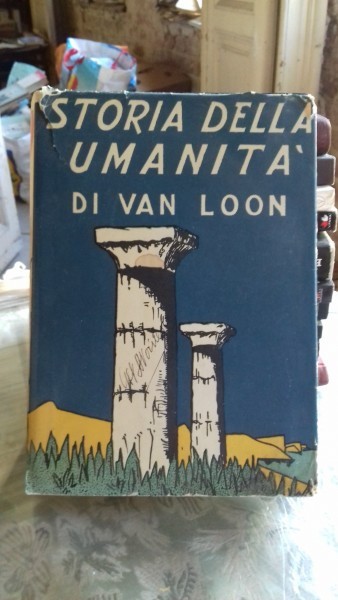 STORIA DELLA
UMANITA'
DI VAN LOON